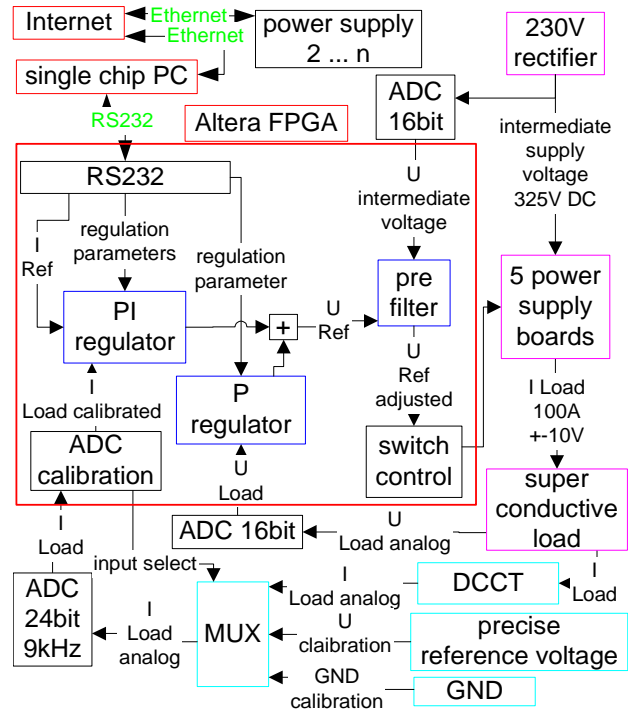 Internet
Ethernet
Ethernet
power supply
2 ... n
230V
rectifier
single chip PC
RS232
Altera FPGA
ADC
16bit
intermediate
supply
voltage
325V DC
RS232
U
intermediate
voltage
I
Ref
regulation
parameters
regulation
parameter
PI
regulator
+
U
Ref
pre
filter
5 power
supply
boards
P
regulator
U
Ref
adjusted
I Load
100A
+-10V
I
Load calibrated
ADC
calibration
U
Load
switch
control
super
conductive
load
I
Load
input select
ADC 16bit
U
Load analog
I
Load
ADC
24bit
9kHz
I
Load
analog
MUX
I
Load analog
DCCT
U
claibration
precise
reference voltage
GND
calibration
GND